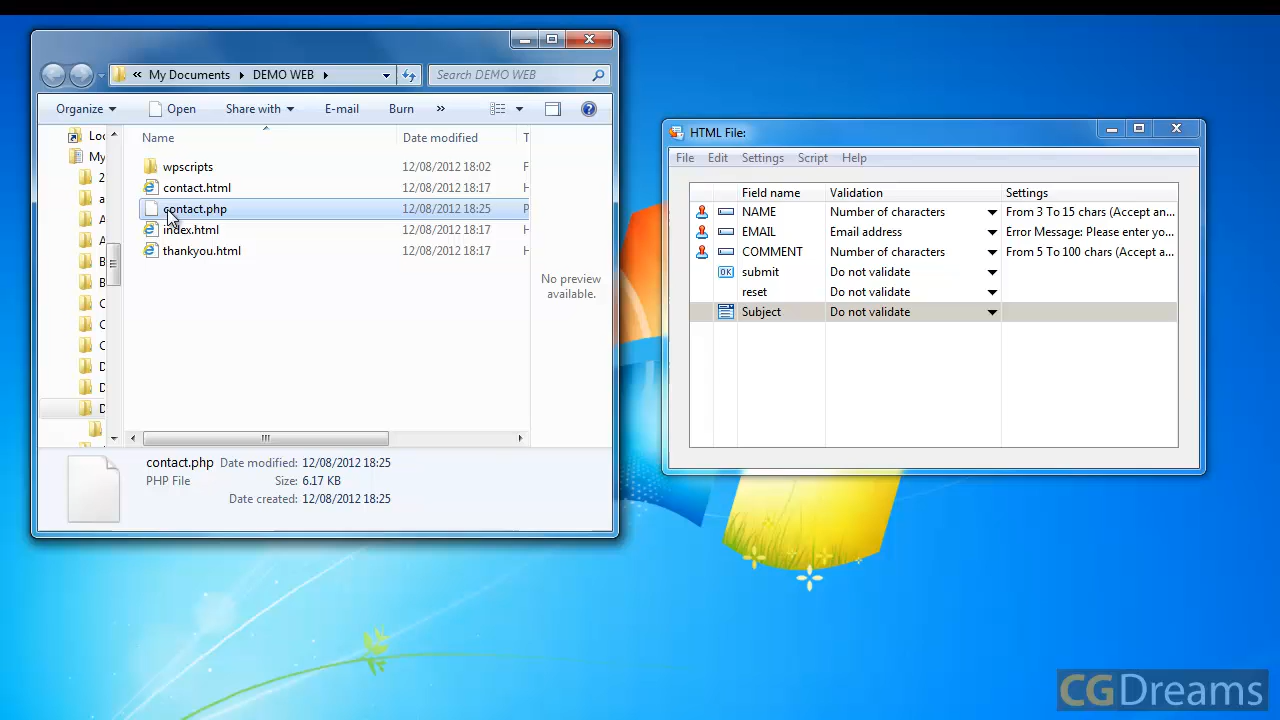 « My Documents DEMO WEB
Search DEMO WEB
Organize Open Share with E-mail Burn »
Name Date modified T
Loc
My
2
a
A
A
B
B
C
C
C
D
D
D
wpscripts 12/08/2012 18:02 F
contact.html 12/08/2012 18:17 H
contact.php 12/08/2012 18:25 P
index.html 12/08/2012 18:17 H
thankyou.html 12/08/2012 18:17 H
No preview
available.
contact.php Date modified: 12/08/2012 18:25
PHP File Size: 6.17 KB
Date created: 12/08/2012 18:25
HTML File:
File Edit Settings Script Help
Field name Validation Settings
NAME Number of characters From 3 To 15 chars (Accept an...
EMAIL Email address Error Message: Please enter yo...
COMMENT Number of characters From 5 To 100 chars (Accept a...
OK submit Do not validate
reset Do not validate
Subject Do not validate
CGDreams